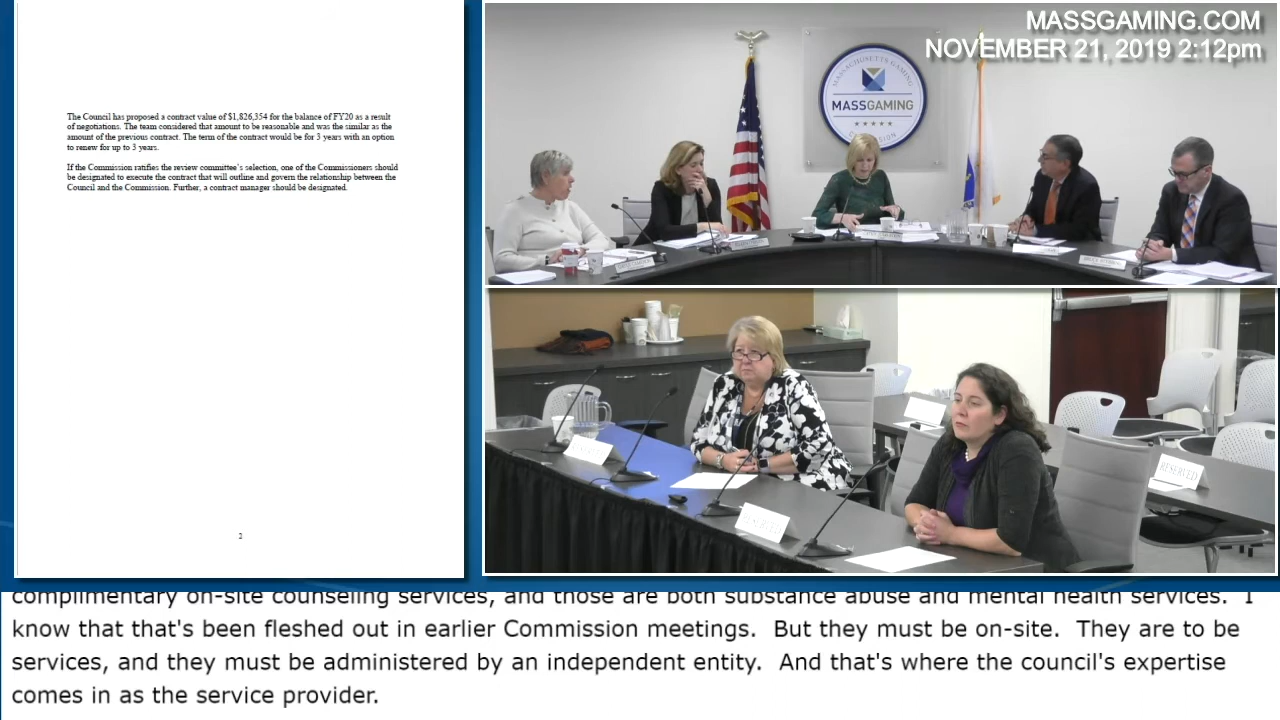 The Council has proposed a contract value of $1,826,354 for the balance of FY20 as a result
of negotiations. The team considered that amount to be reasonable and was the similar as the
amount of the previous contract. The term of the contract would be for 3 years with an option
to renew for up to 3 years.
If the Commission ratifies the review committee's selection, one of the Commissioners should
be designated to execute the contract that will outline and govern the relationship between the
Council and the Commission. Further, a contract manager should be designated.
2
MASSGAMING.COM
NOVEMBER 21, 2019 2:12pm
MASSACHUSETTS GAMING
MASSGAMING
COMMISSION
RESERVED
RESERVED
complimentary on-site counseling services, and those are both substance abuse and mental health services. I
know that that's been fleshed out in earlier Commission meetings. But they must be on-site. They are to be
services, and they must be administered by an independent entity. And that's where the council's expertise
comes in as the service provider.